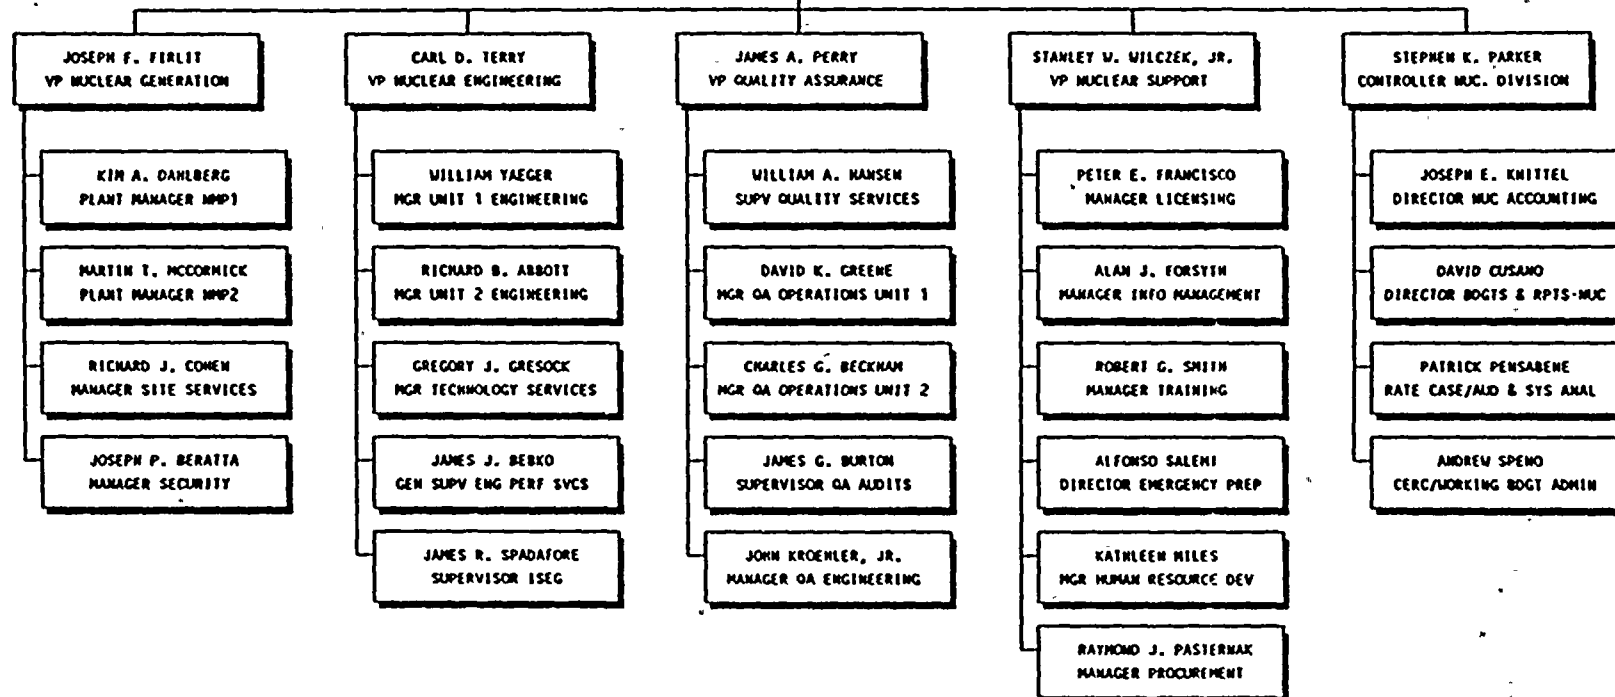 JOSEPH F. FIRLIT
VP NUCLEAR GENERATION
CARL D. TERRY
VP NUCLEAR ENGINEERING
JAMES A. PERRY
VP QUALITY ASSURANCE
STANLEY W. WILCZEK, JR.
VP NUCLEAR SUPPORT
STEPHEN K. PARKER
CONTROLLER NUC. DIVISION
KIM A. DAHLBERG
PLANT MANAGER NMP1
MARTIN T. MCCORMICK
PLANT MANAGER NMP2
RICHARD J. COHEN
MANAGER SITE SERVICES
JOSEPH P. BERATTA
MANAGER SECURITY
WILLIAM YAEGER
MGR UNIT 1 ENGINEERING
RICHARD B. ABBOTT
MGR UNIT 2 ENGINEERING
GREGORY J. GRESOCK
MGR TECHNOLOGY SERVICES
JAMES J. BEBKO
GEN SUPV ENG PERF SVCS
JAMES R. SPADAFORE
SUPERVISOR ISEG
WILLIAM A. HANSEN
SUPV QUALITY SERVICES
DAVID K. GREENE
MGR QA OPERATIONS UNIT 1
CHARLES G. BECKHAM
MGR QA OPERATIONS UNIT 2
JAMES G. BURTON
SUPERVISOR QA AUDITS
JOHN KROEHLER, JR.
MANAGER QA ENGINEERING
PETER E. FRANCISCO
MANAGER LICENSING
ALAN J. FORSYTH
MANAGER INFO MANAGEMENT
ROBERT G. SMITH
MANAGER TRAINING
ALFONSO SALEMI
DIRECTOR EMERGENCY PREP
KATHLEEN MILES
MGR HUMAN RESOURCE DEV
RAYMOND J. PASTERNAK
MANAGER PROCUREMENT
JOSEPH E. KNITTEL
DIRECTOR NUC ACCOUNTING
DAVID CUSANO
DIRECTOR BDGTS & RPTS-NUC
PATRICK PENSABENE
RATE CASE/AUD & SYS ANAL
ANDREW SPENO
CERC/WORKING BDGT ADMIN